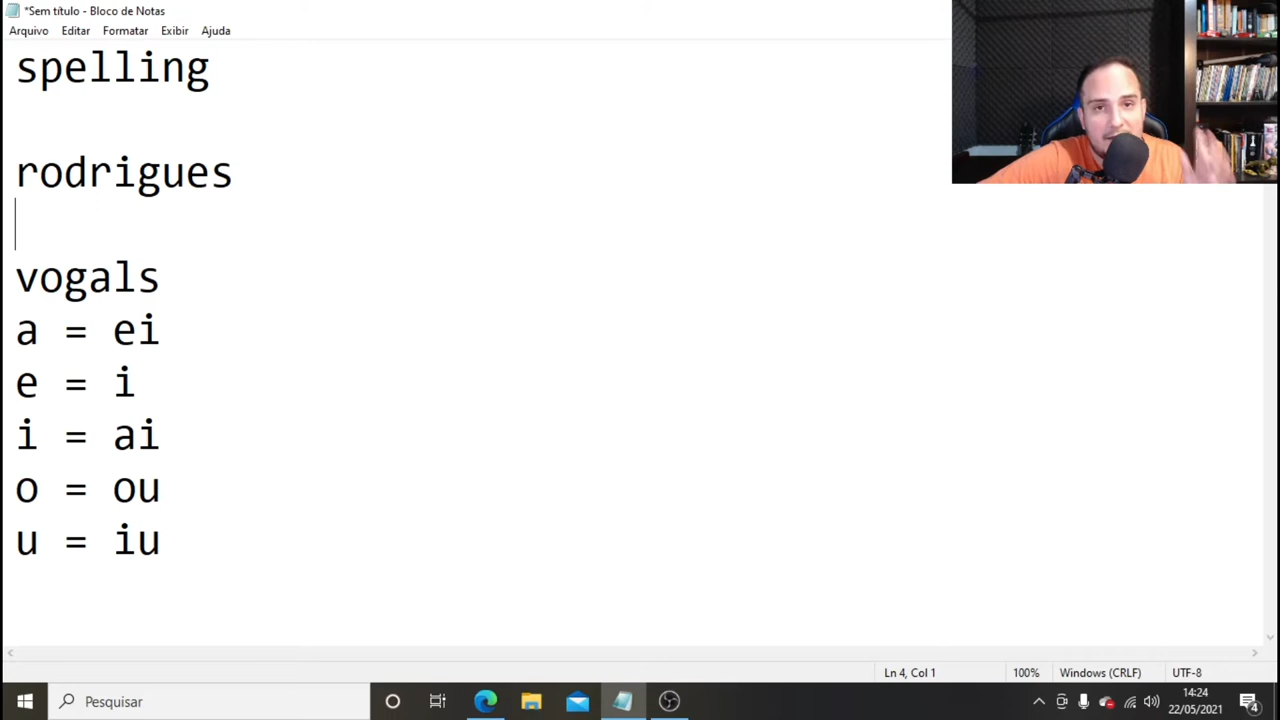 *Sem título - Bloco de Notas
Arquivo Editar Formatar Exibir Ajuda
spelling
rodrigues
vogals
a = ei
e = i
i = ai
o = ou
u = iu
Ln 4, Col 1 100% Windows (CRLF) UTF-8
Pesquisar
14:24
22/05/2021
4